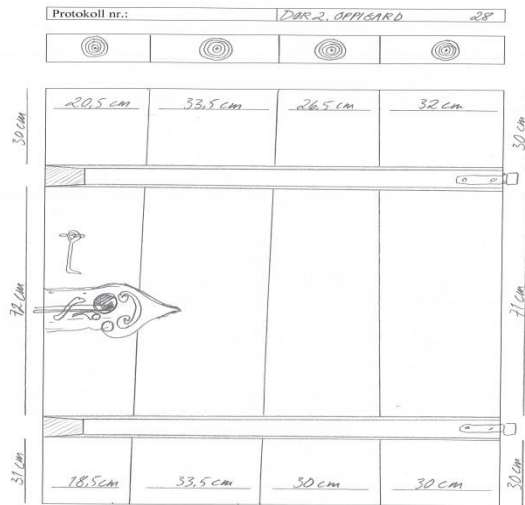 Protokoll nr.: DØR 2. OPPIGARD 28
20,5 cm 33,5 cm 26,5 cm 32 cm
30 cm 30 cm
72 cm 71 cm
31 cm 30 cm
18,5 cm 33,5 cm 30 cm 30 cm